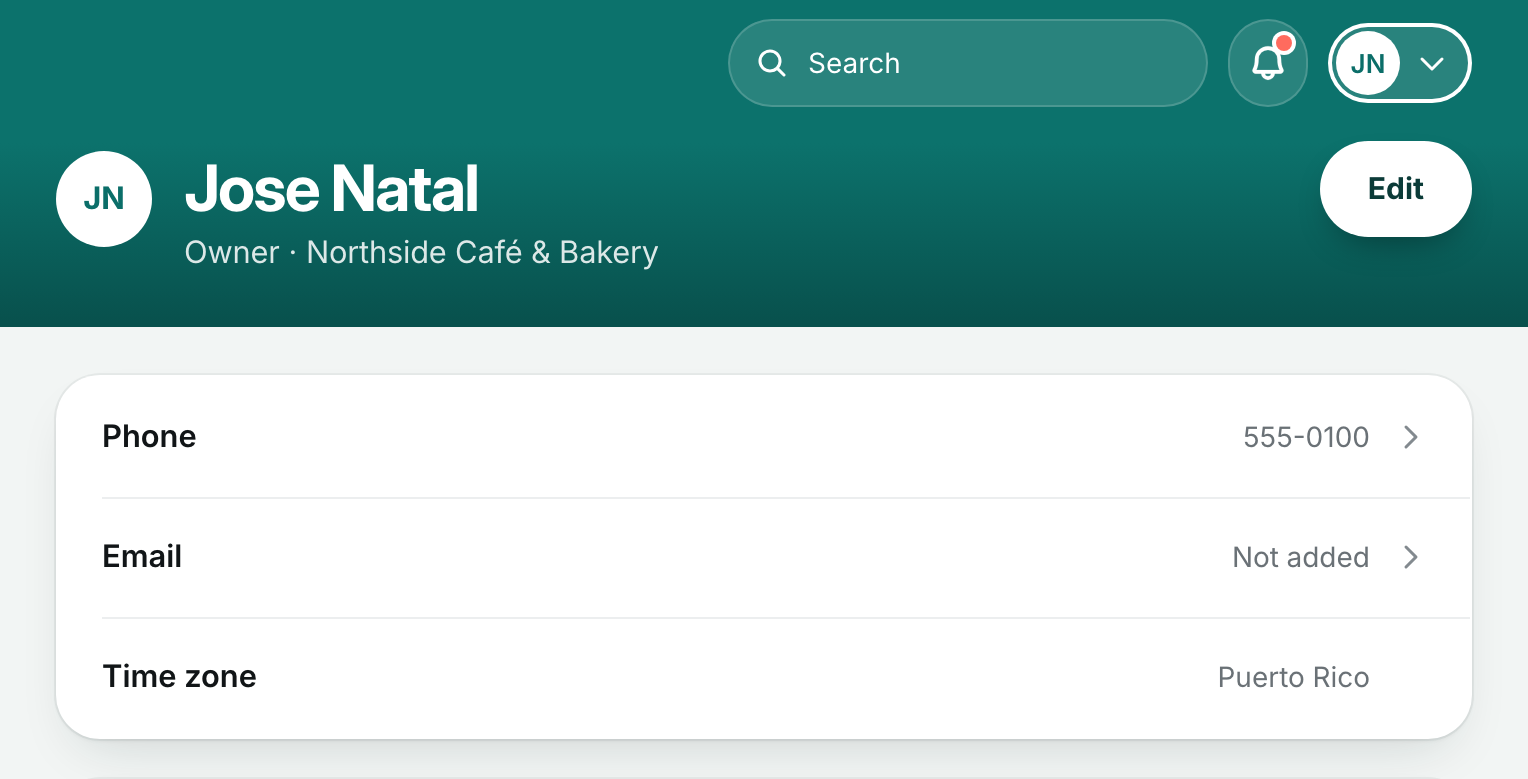 Search
JN
JN
Jose Natal
Owner · Northside Café & Bakery
Edit
Phone
555-0100
Email
Not added
Time zone
Puerto Rico